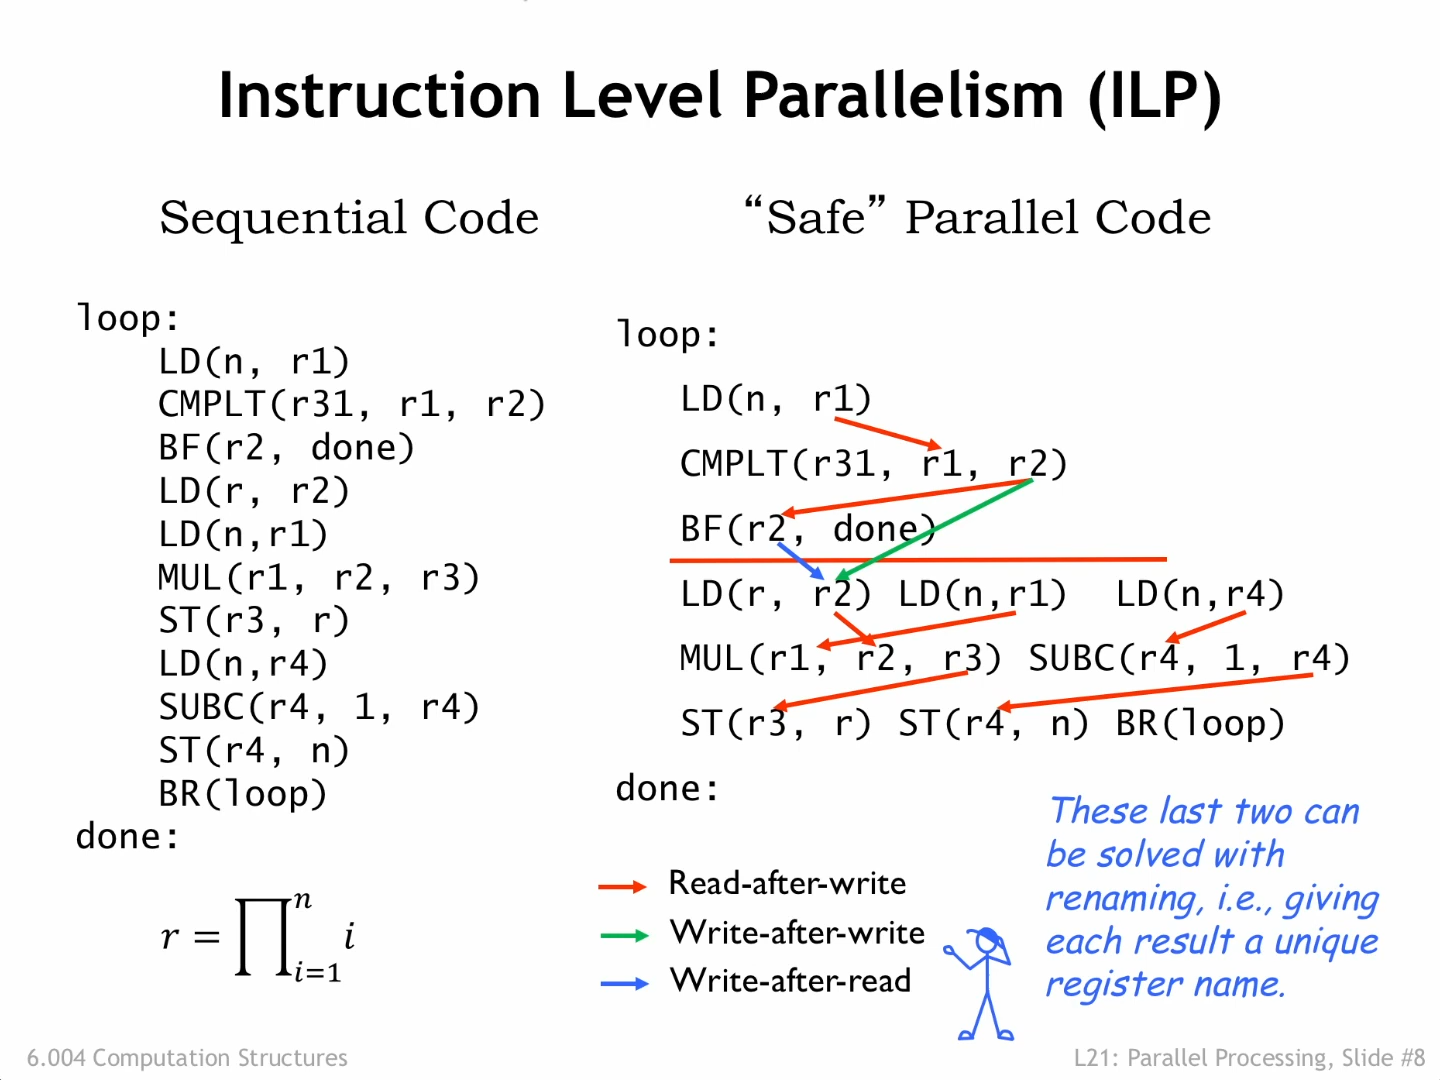 Instruction Level Parallelism (ILP)
Sequential Code
loop:
LD(n, r1)
CMPLT(r31, r1, r2)
BF(r2, done)
LD(r, r2)
LD(n,r1)
MUL(r1, r2, r3)
ST(r3, r)
LD(n,r4)
SUBC(r4, 1, r4)
ST(r4, n)
BR(loop)
done:
r = ∏ⁿᵢ₌₁ i
“Safe” Parallel Code
loop:
LD(n, r1)
CMPLT(r31, r1, r2)
BF(r2, done)
LD(r, r2) LD(n,r1) LD(n,r4)
MUL(r1, r2, r3) SUBC(r4, 1, r4)
ST(r3, r) ST(r4, n) BR(loop)
done:
Read-after-write
Write-after-write
Write-after-read
These last two can
be solved with
renaming, i.e., giving
each result a unique
register name.
6.004 Computation Structures
L21: Parallel Processing, Slide #8